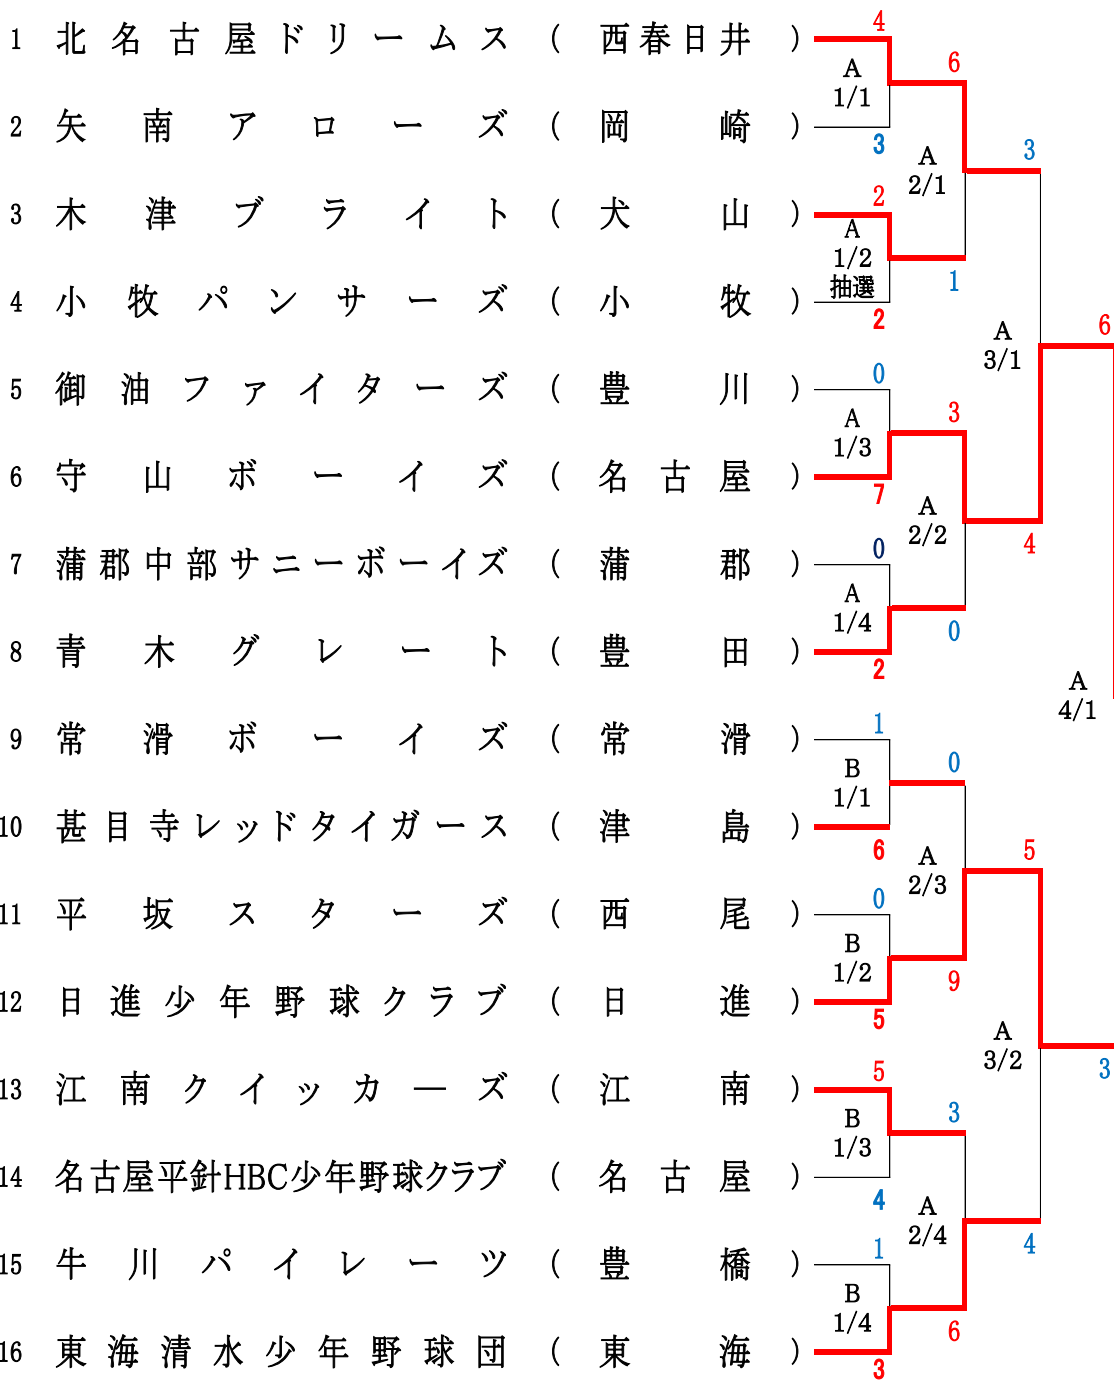 1 北名古屋ドリームス ( 西春日井 ) 4
A
1/1
6
2 矢南アローズ ( 岡崎 ) 3
A
2/1
3
3 木津ブライト ( 犬山 ) 2
A
1/2
抽選
1
4 小牧パンサーズ ( 小牧 ) 2
A
3/1
6
5 御油ファイターズ ( 豊川 ) 0
A
1/3
3
6 守山ボーイズ ( 名古屋 ) 7
A
2/2
4
7 蒲郡中部サニーボーイズ ( 蒲郡 ) 0
A
1/4
0
8 青木グレート ( 豊田 ) 2
A
4/1
9 常滑ボーイズ ( 常滑 ) 1
B
1/1
0
10 甚目寺レッドタイガース ( 津島 ) 6
A
2/3
5
11 平坂スターズ ( 西尾 ) 0
B
1/2
9
12 日進少年野球クラブ ( 日進 ) 5
A
3/2
3
13 江南クイッカーズ ( 江南 ) 5
B
1/3
3
14 名古屋平針HBC少年野球クラブ ( 名古屋 ) 4
A
2/4
4
15 牛川パイレーツ ( 豊橋 ) 1
B
1/4
6
16 東海清水少年野球団 ( 東海 ) 3